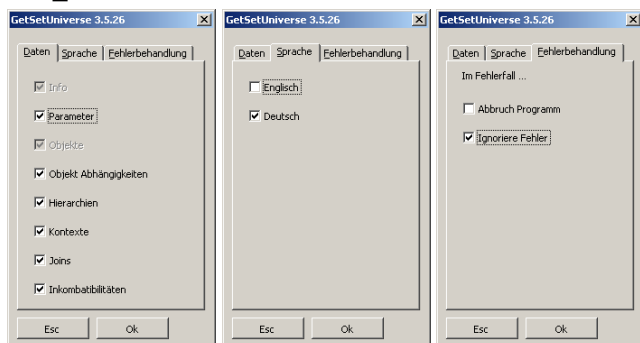 GetSetUniverse 3.5.26
Daten Sprache Fehlerbehandlung
Info
Parameter
Objekte
Objekt Abhängigkeiten
Hierarchien
Kontexte
Joins
Inkombatibilitäten
Esc Ok
GetSetUniverse 3.5.26
Daten Sprache Fehlerbehandlung
Englisch
Deutsch
Esc Ok
GetSetUniverse 3.5.26
Daten Sprache Fehlerbehandlung
Im Fehlerfall ...
Abbruch Programm
Ignoriere Fehler
Esc Ok